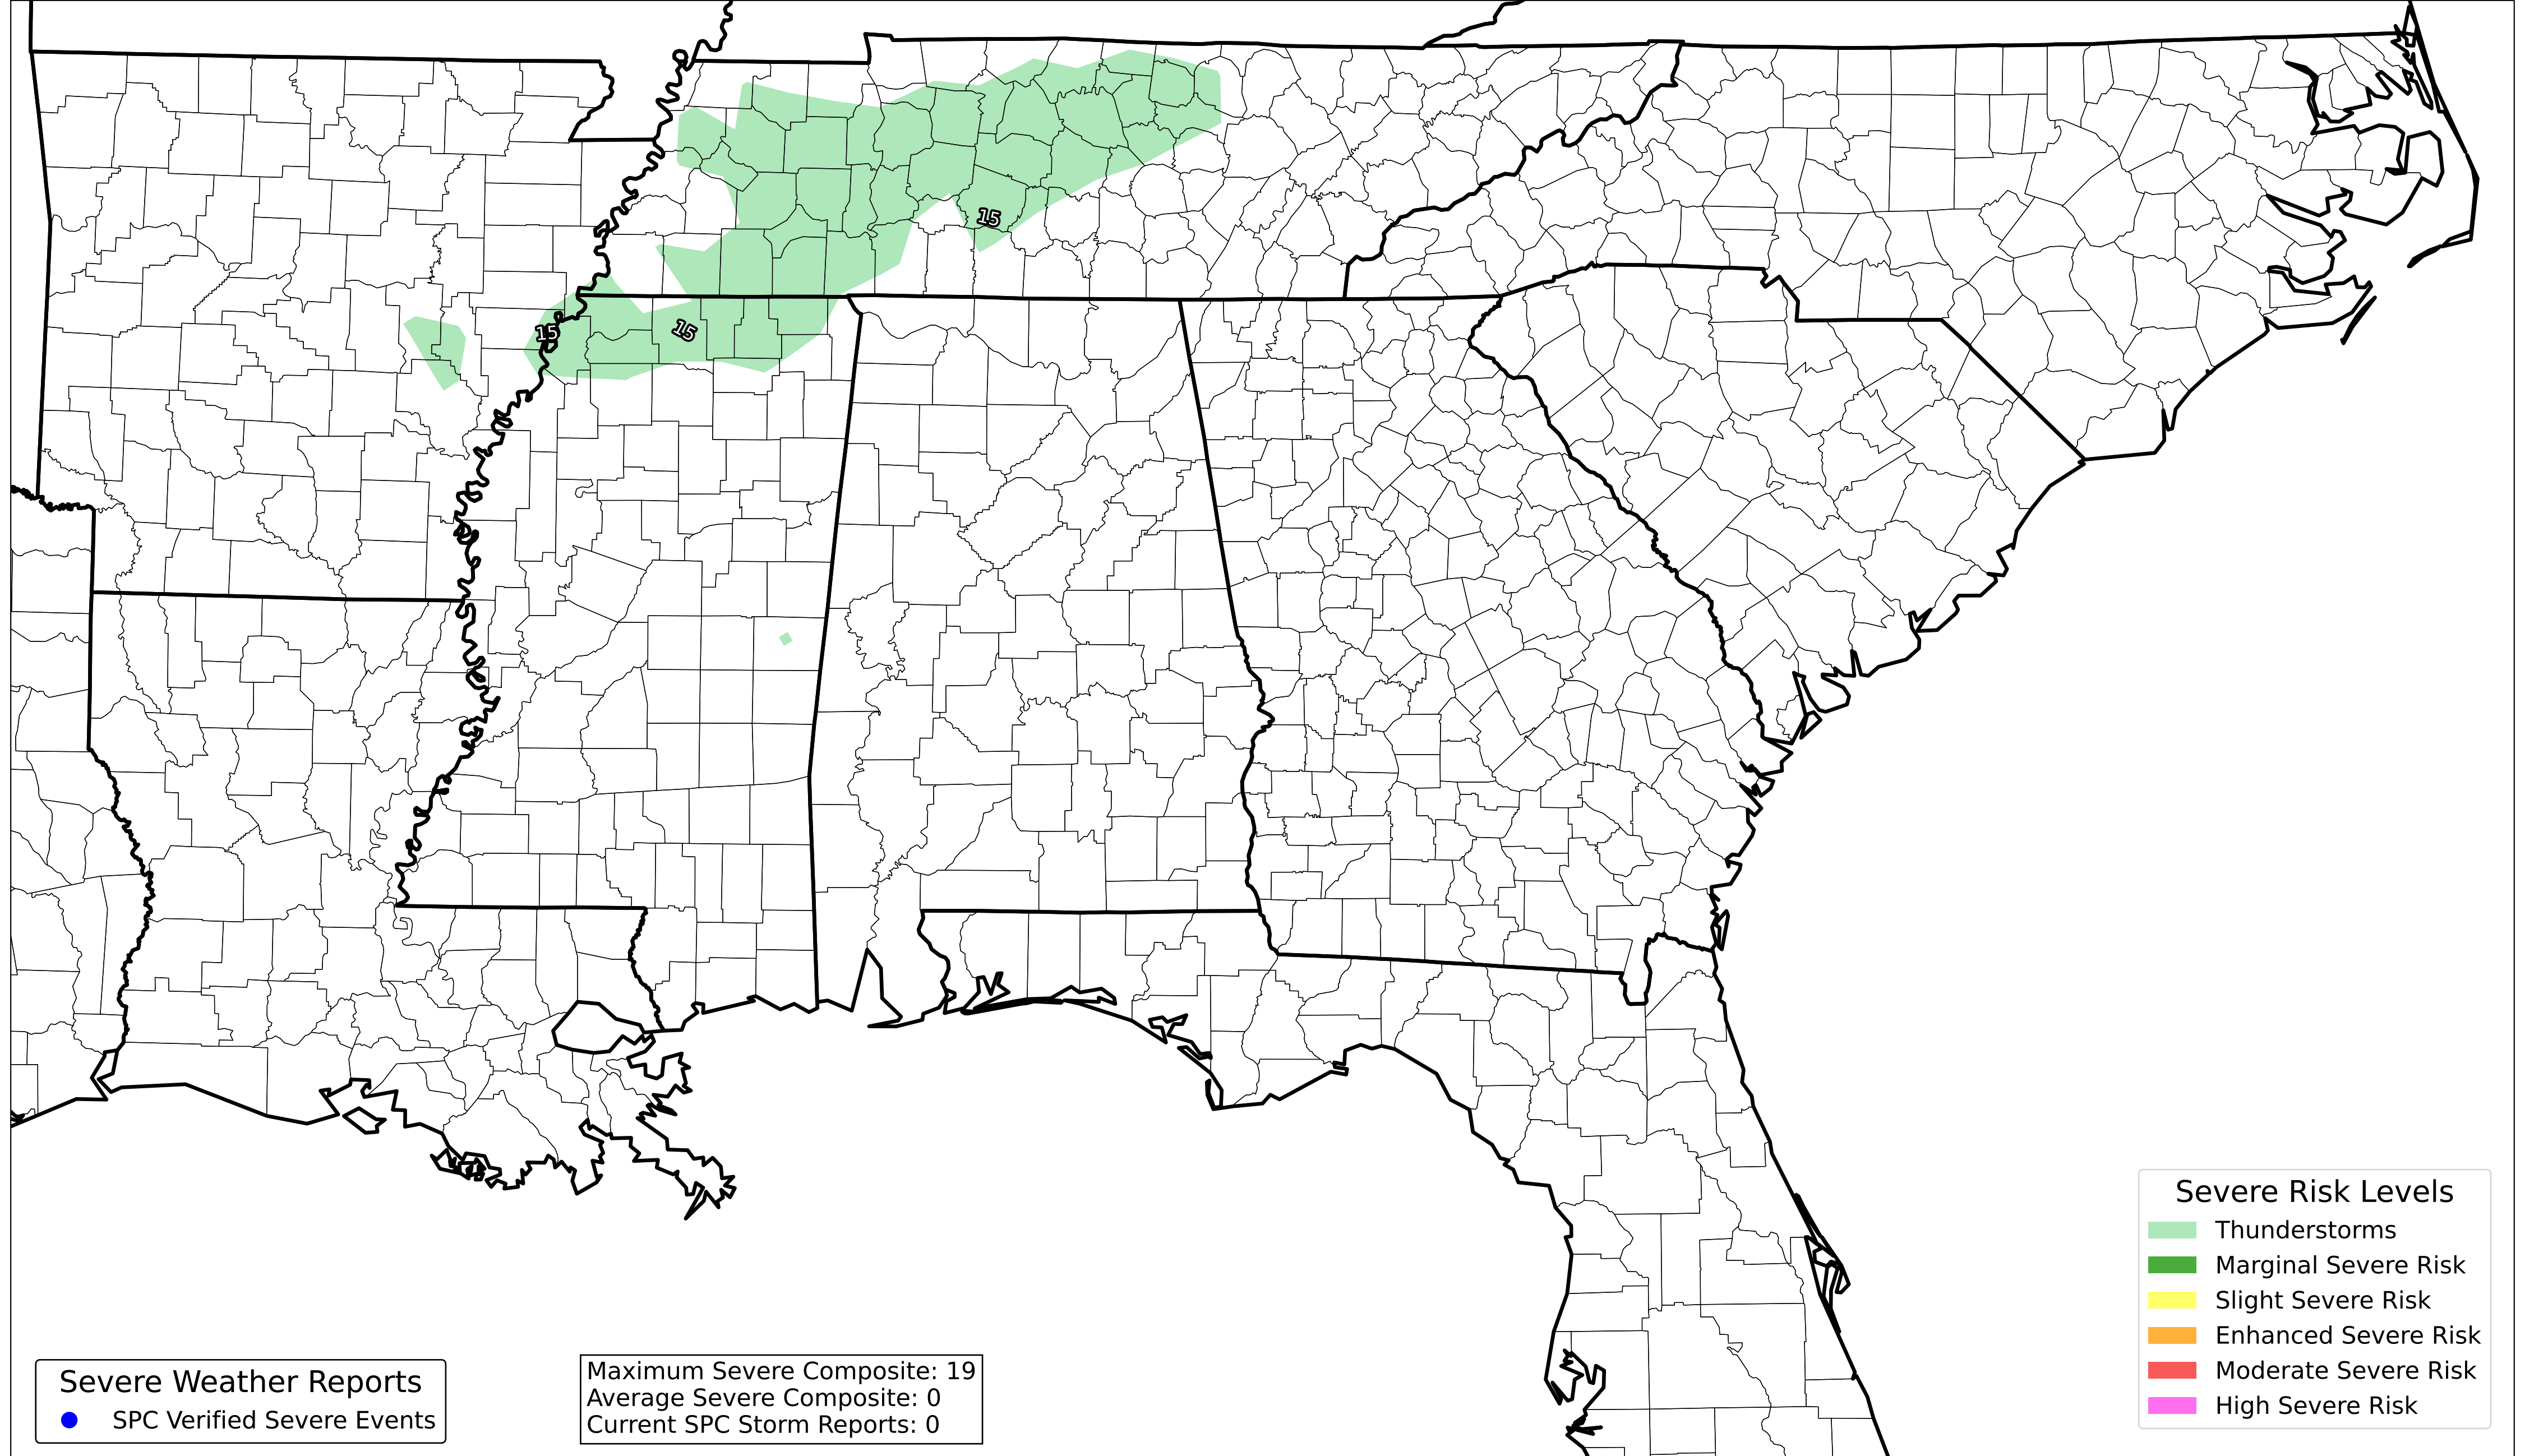 15
15
15
Severe Risk Levels
Thunderstorms
Marginal Severe Risk
Slight Severe Risk
Enhanced Severe Risk
Moderate Severe Risk
High Severe Risk
Severe Weather Reports
SPC Verified Severe Events
Maximum Severe Composite: 19
Average Severe Composite: 0
Current SPC Storm Reports: 0